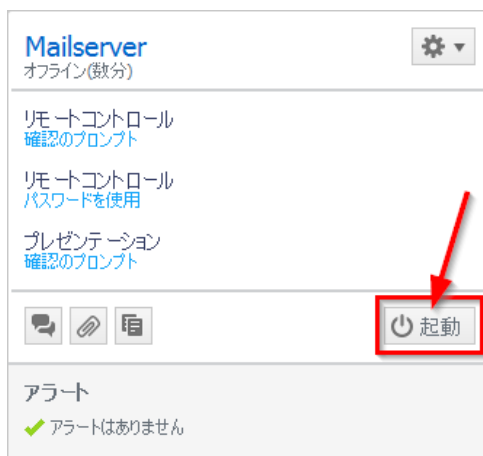 Mailserver
オフライン(数分)
リモートコントロール
確認のプロンプト
リモートコントロール
パスワードを使用
プレゼンテーション
確認のプロンプト
起動
アラート
アラートはありません